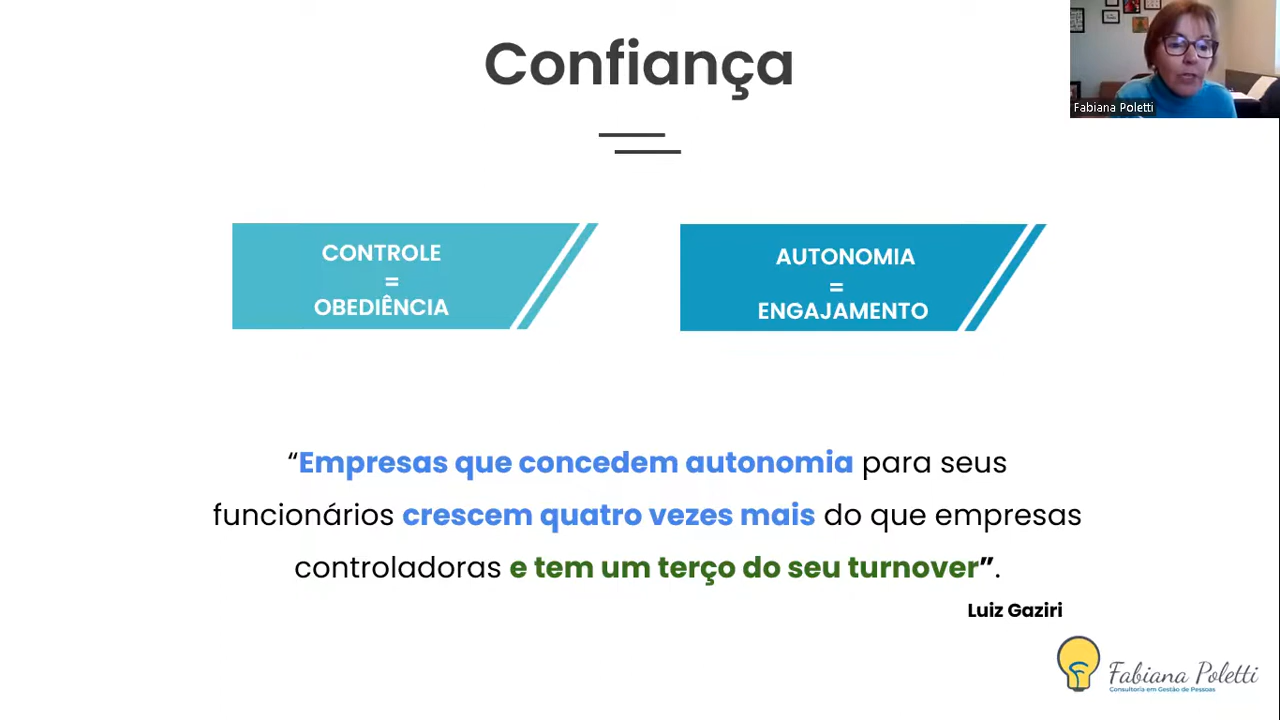 Confiança
Fabiana Poletti
CONTROLE
=
OBEDIÊNCIA
AUTONOMIA
=
ENGAJAMENTO
“Empresas que concedem autonomia para seus
funcionários crescem quatro vezes mais do que empresas
controladoras e tem um terço do seu turnover”.
Luiz Gaziri
Fabiana Poletti
Consultoria em Gestão de Pessoas